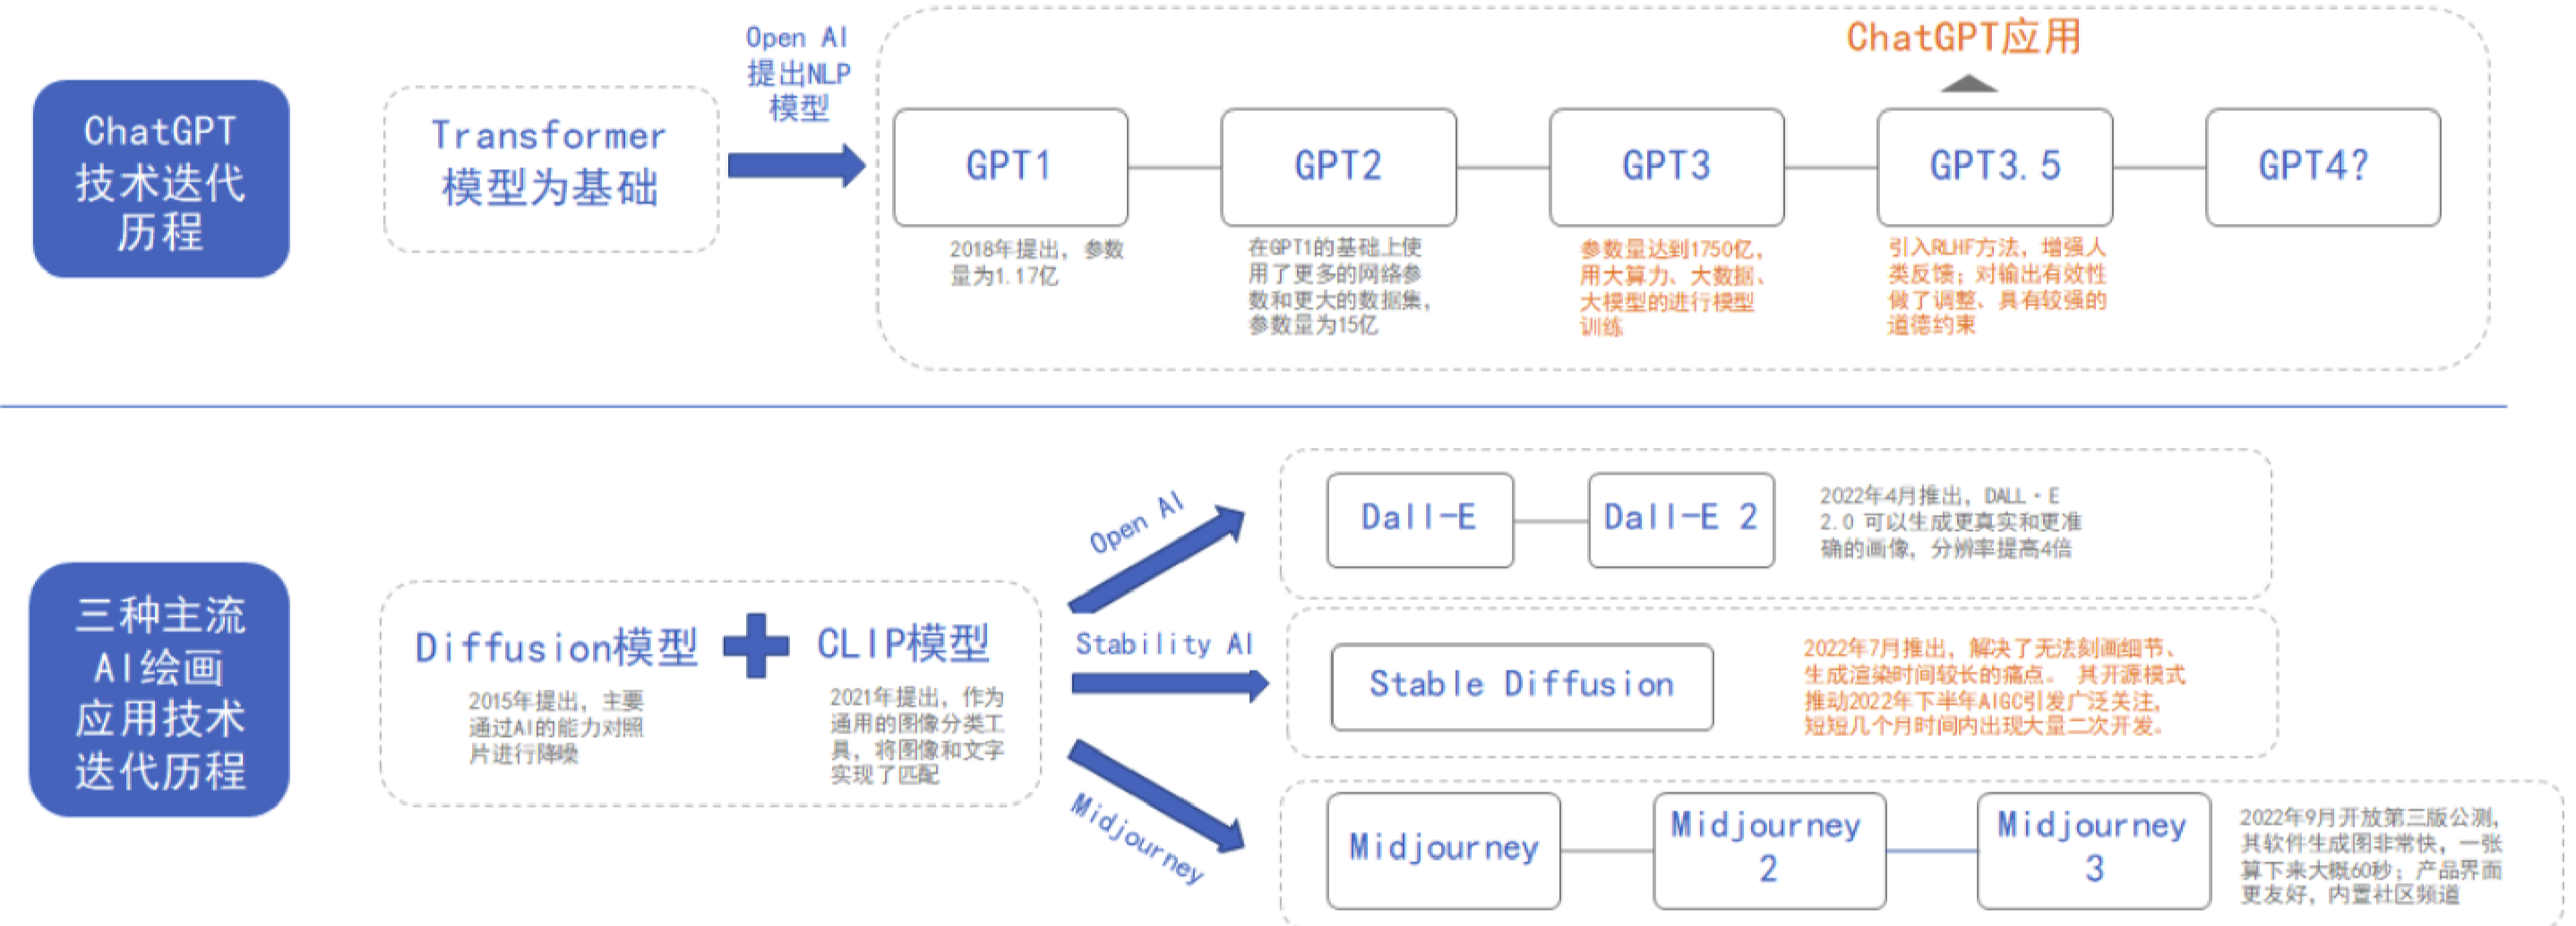 ChatGPT
技术迭代
历程
Transformer
模型为基础
Open AI
提出NLP
模型
ChatGPT应用
GPT1
GPT2
GPT3
GPT3.5
GPT4?
2018年提出，参数
量为1.17亿
在GPT1的基础上使
用了更多的网络参
数和更大的数据集，
参数量为15亿
参数量达到1750亿，
用大算力、大数据、
大模型的进行模型
训练
引入RLHF方法，增强人
类反馈；对输出有效性
做了调整、具有较强的
道德约束
三种主流
AI绘画
应用技术
迭代历程
Diffusion模型
2015年提出，主要
通过AI的能力对照
片进行降噪
CLIP模型
2021年提出，作为
通用的图像分类工
具，将图像和文字
实现了匹配
Open AI
Dall-E
Dall-E 2
2022年4月推出，DALL·E
2.0 可以生成更真实和更准
确的画像，分辨率提高4倍
Stability AI
Stable Diffusion
2022年7月推出，解决了无法刻画细节、
生成渲染时间较长的痛点。 其开源模式
推动2022年下半年AIGC引发广泛关注，
短短几个月时间内出现大量二次开发。
Midjourney
Midjourney
Midjourney
2
Midjourney
3
2022年9月开放第三版公测，
其软件生成图非常快，一张
算下来大概60秒；产品界面
更友好，内置社区频道